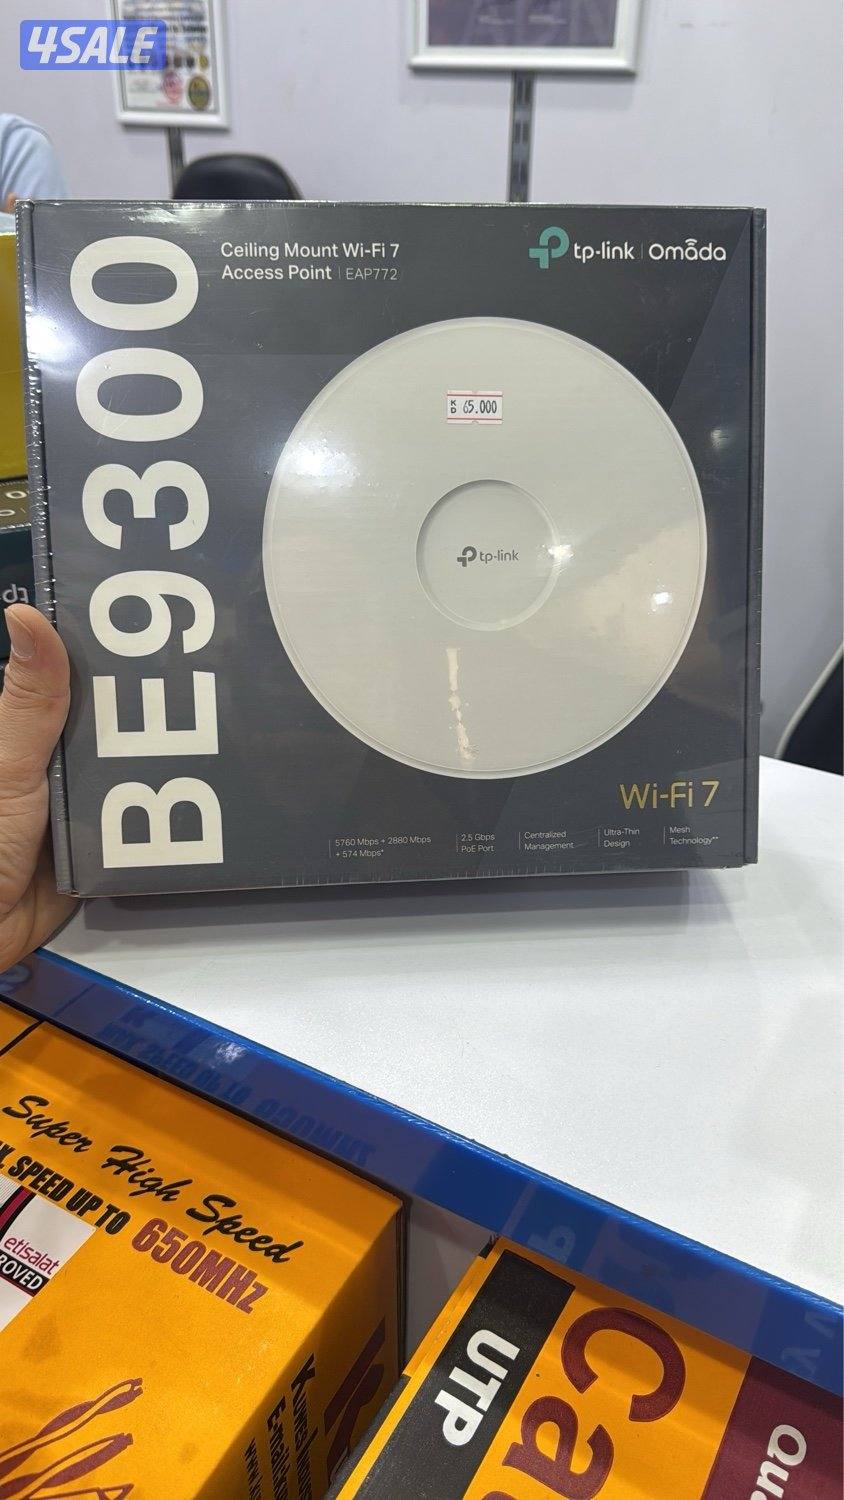 4SALE
Ceiling Mount Wi-Fi 7
Access Point | EAP772
tp-link | Omada
BE9300
KD 65.000
tp-link
Wi-Fi 7
5760 Mbps + 2880 Mbps
+ 574 Mbps*
2.5 Gbps
PoE Port
Centralized
Management
Ultra-Thin
Design
Mesh
Technology**
Super High Speed
SPEED UP TO 650MHz
etisalat
UTP